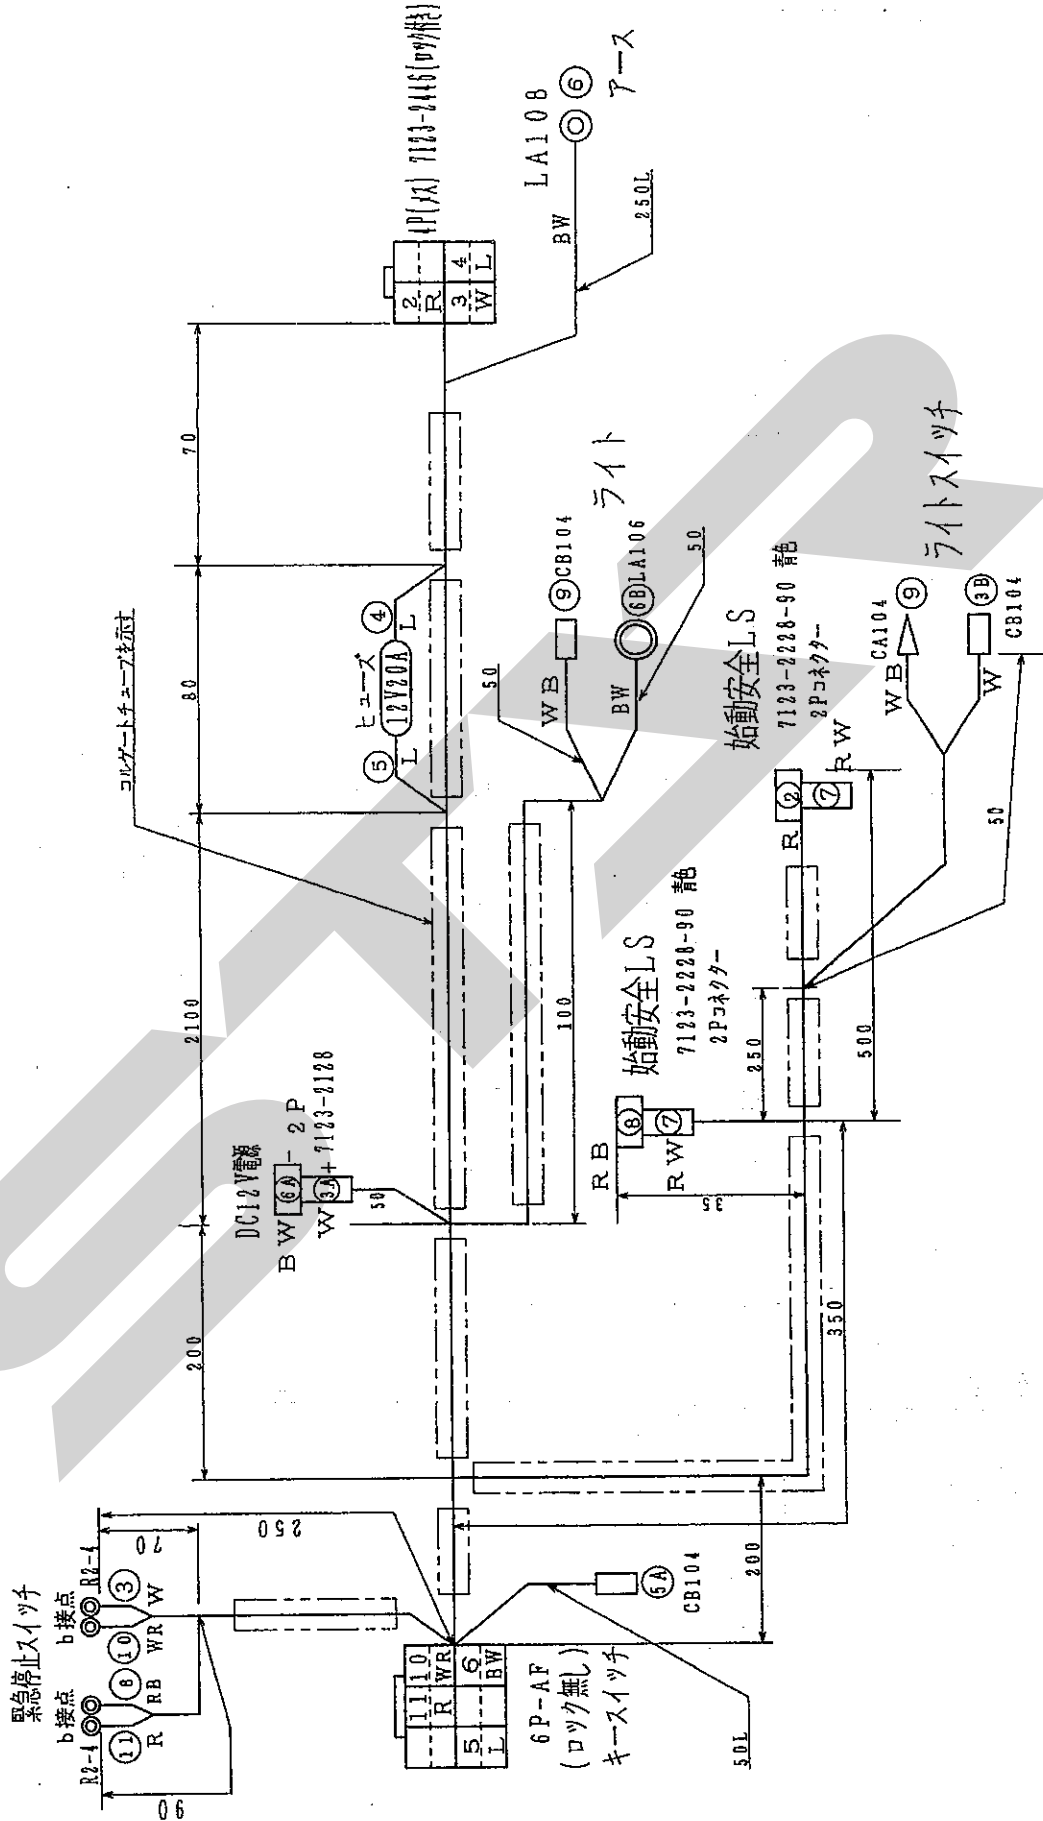 緊急停止スイッチ
b接点
b接点
R2-4
R2-4
③
⑩
⑧
⑪
W
WR
RB
R
70
90
250
11
10
R
WR
5
6
L
BW
6P-AF
(ロック無し)
キースイッチ
5A
CB104
50L
200
200
2100
80
70
コルゲートチューブを示す
DC12V電源
BW
6A
- 2P
W
3A
+ 7123-2128
50
ヒューズ
12V20A
⑤
L
④
L
4P(メス) 7123-2446(ロック付き)
2
R
3
4
W
L
LA108
⑥
アース
BW
250L
100
50
WB
⑨
CB104
ライト
BW
6B
LA106
50
始動安全LS
7123-2228-90 青色
2Pコネクター
RB
⑧
RW
⑦
35
350
250
500
始動安全LS
7123-2228-90 青色
2Pコネクター
R
②
⑦
RW
ライトスイッチ
CA104
⑨
WB
W
3B
CB104
50